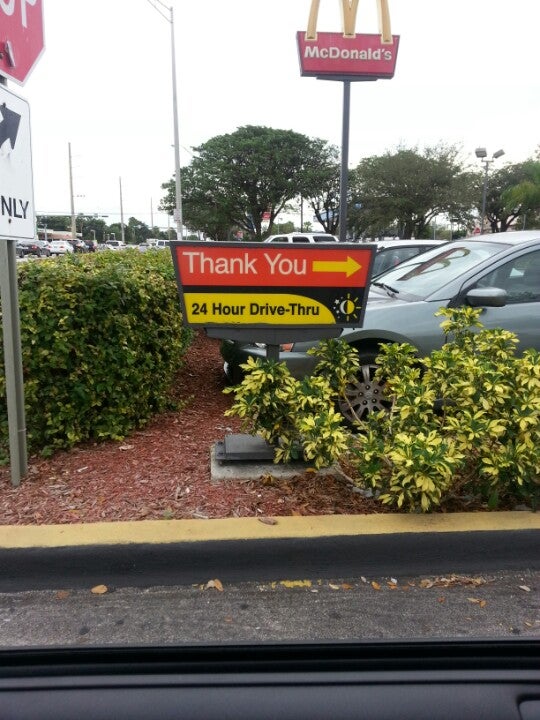 McDonald's
NLY
Thank You
24 Hour Drive-Thru